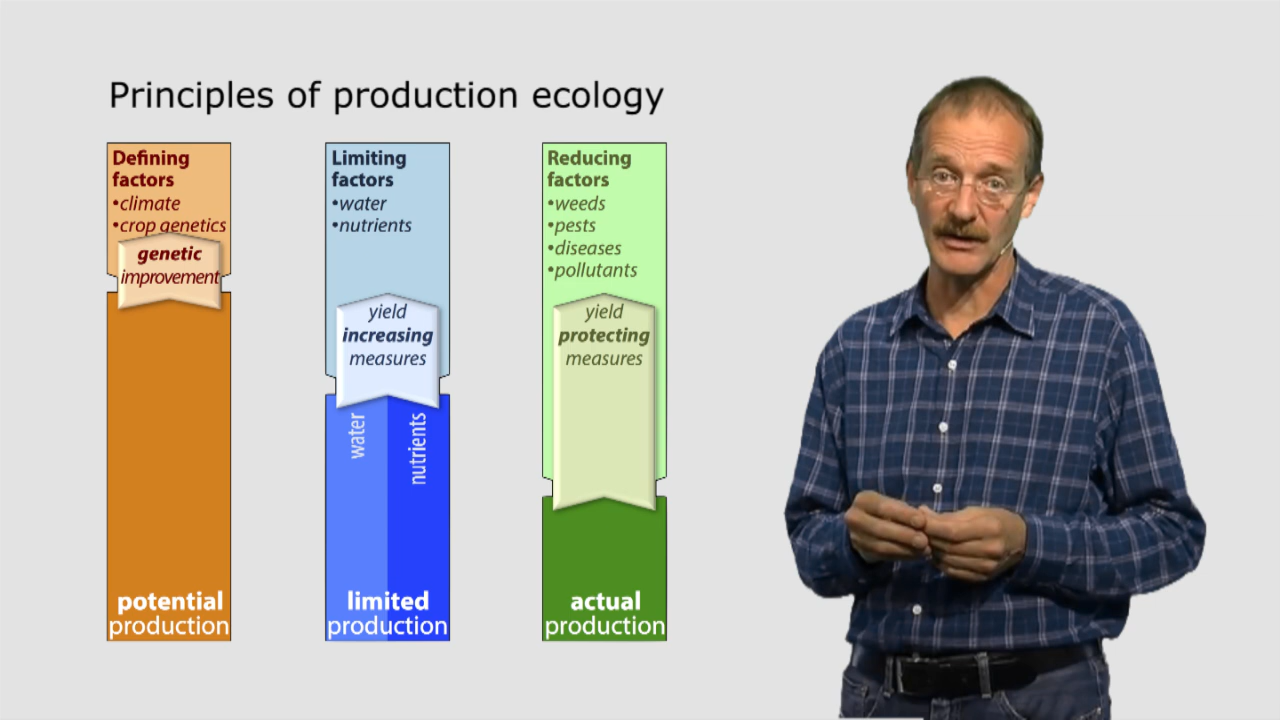 Principles of production ecology
Defining
factors
•climate
•crop genetics
genetic
improvement
potential
production
Limiting
factors
•water
•nutrients
yield
increasing
measures
water
nutrients
limited
production
Reducing
factors
•weeds
•pests
•diseases
•pollutants
yield
protecting
measures
actual
production